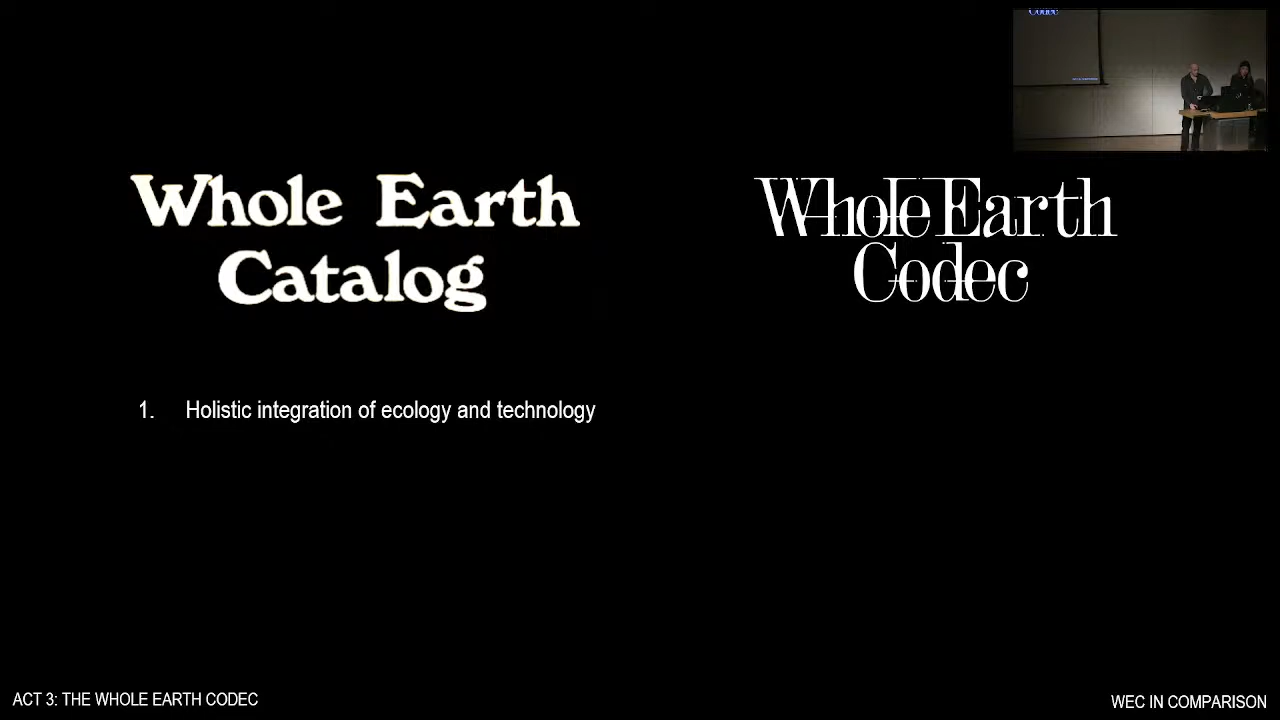 Codec
Whole Earth
Catalog
Whole Earth
Codec
1. Holistic integration of ecology and technology
ACT 3: THE WHOLE EARTH CODEC
WEC IN COMPARISON